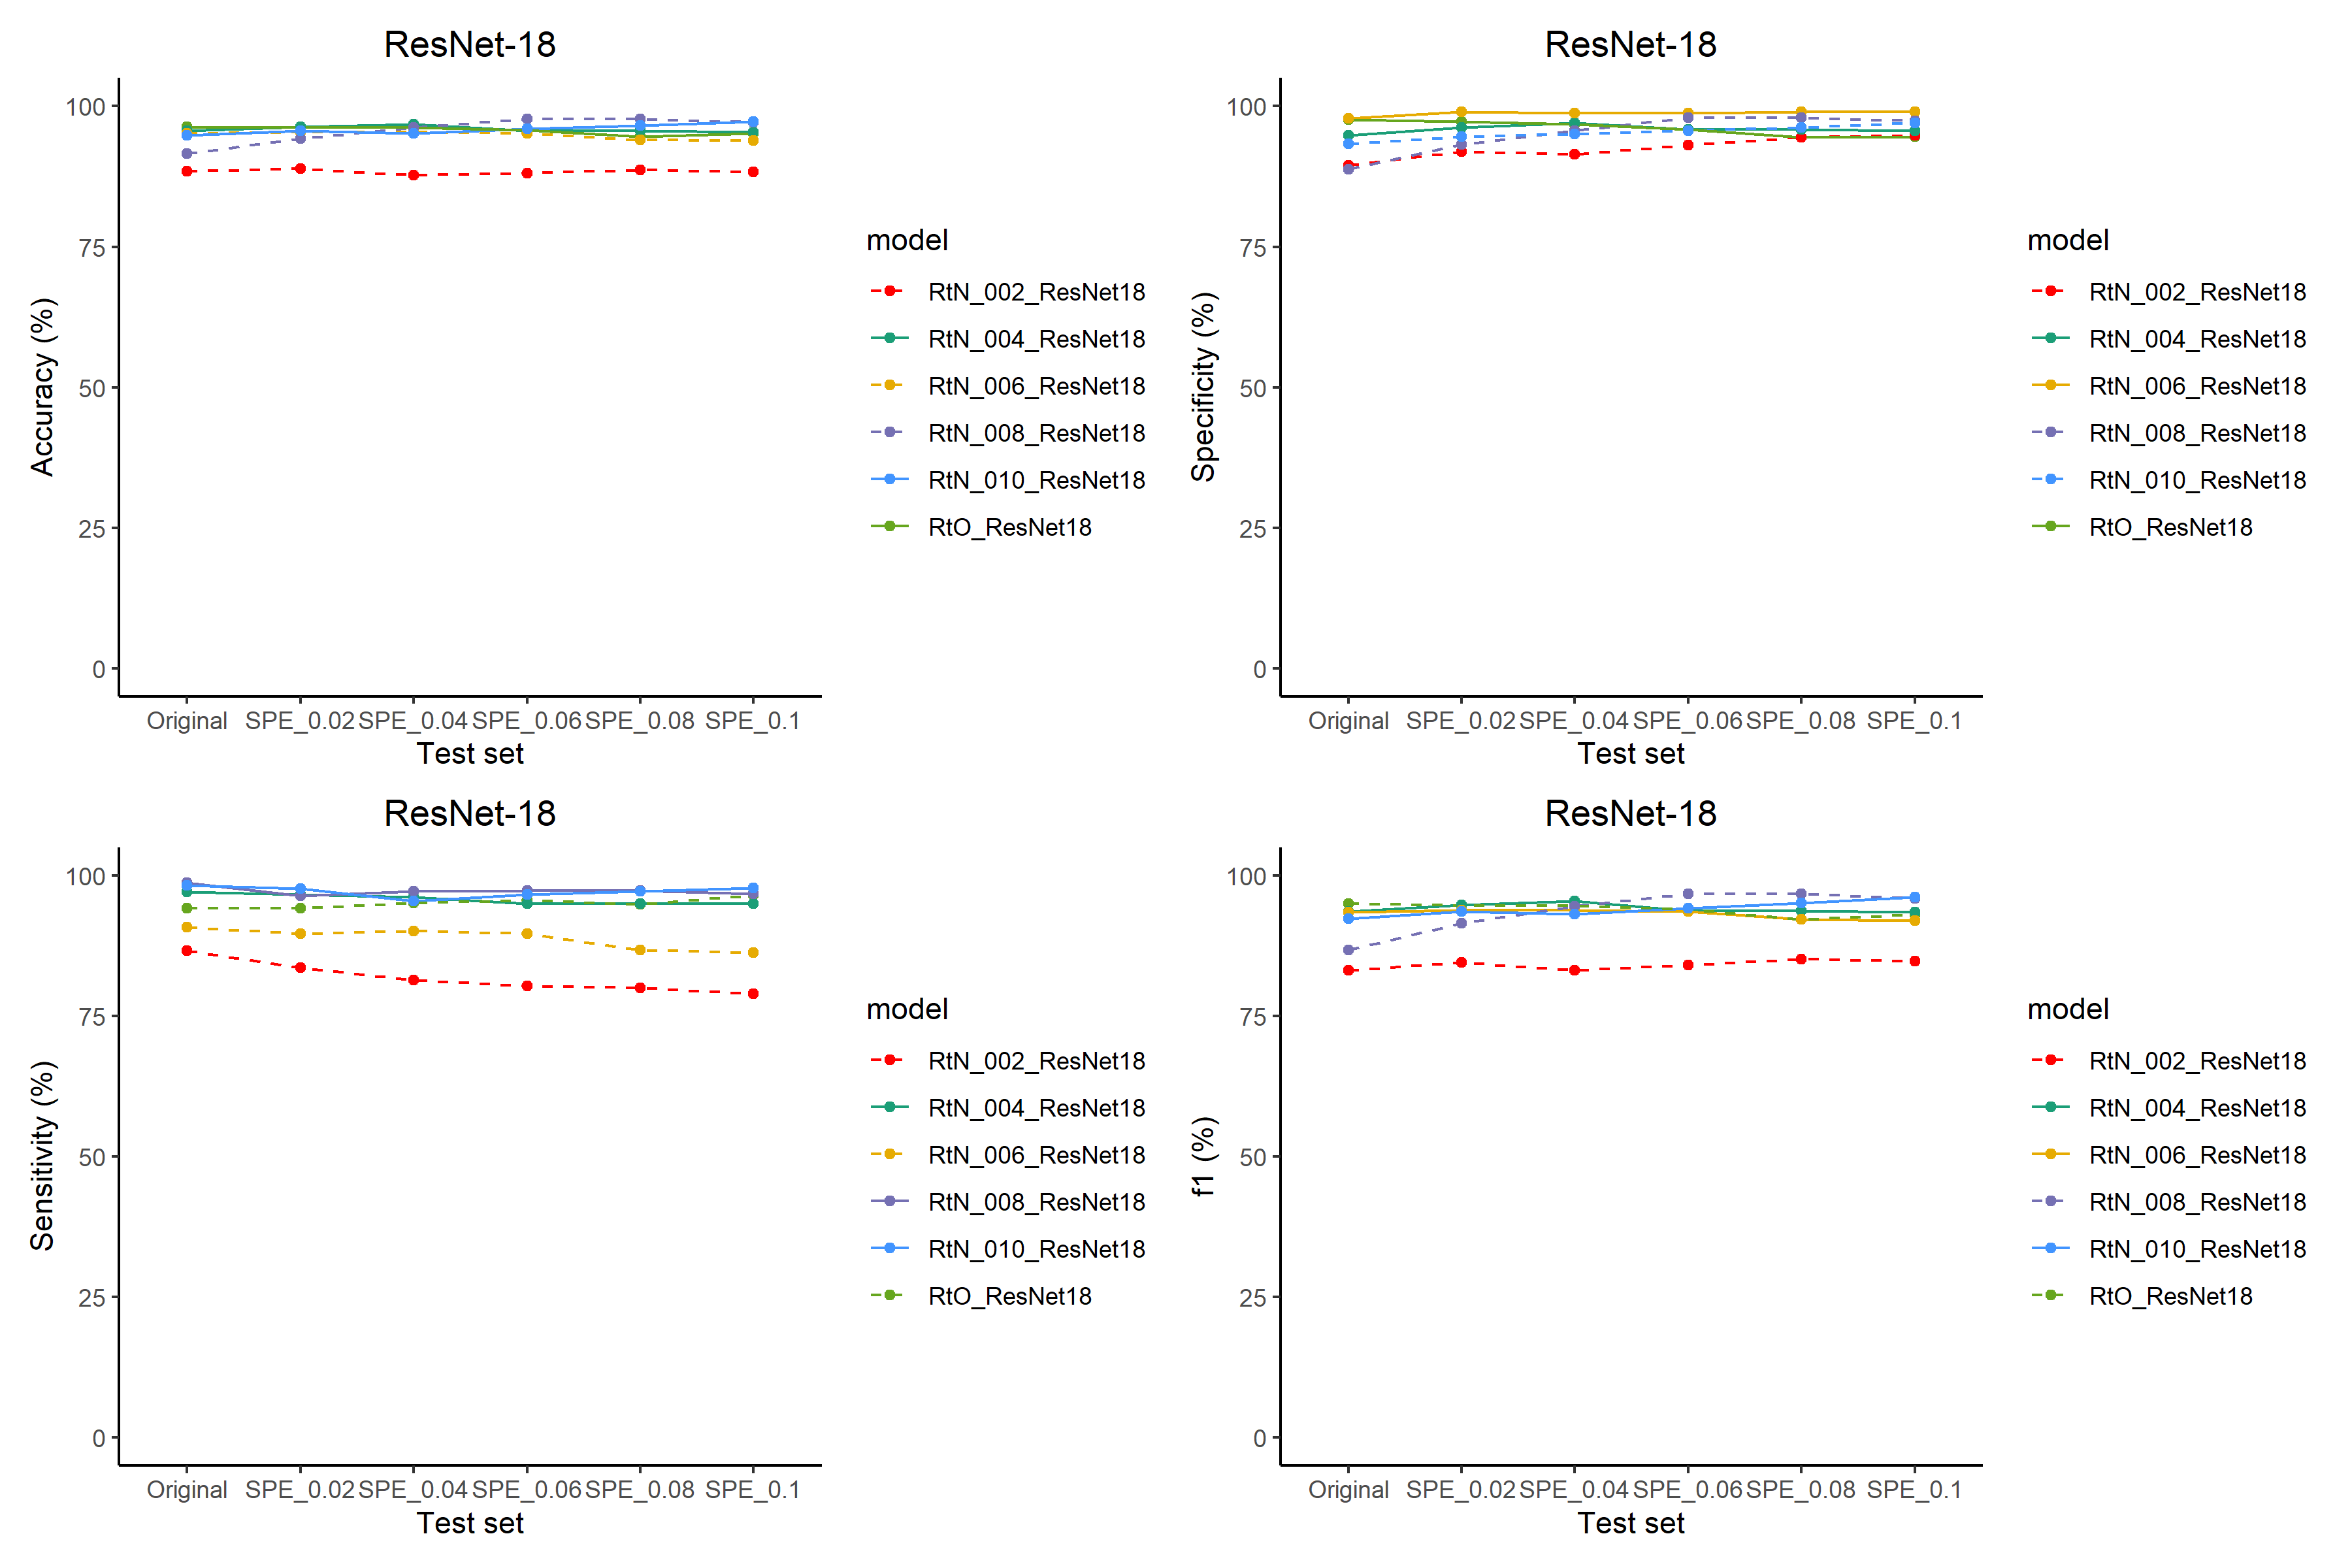 ResNet-18
Accuracy (%)
100
75
50
25
0
Original SPE_0.02 SPE_0.04 SPE_0.06 SPE_0.08 SPE_0.1
Test set
model
RtN_002_ResNet18
RtN_004_ResNet18
RtN_006_ResNet18
RtN_008_ResNet18
RtN_010_ResNet18
RtO_ResNet18
ResNet-18
Specificity (%)
100
75
50
25
0
Original SPE_0.02 SPE_0.04 SPE_0.06 SPE_0.08 SPE_0.1
Test set
model
RtN_002_ResNet18
RtN_004_ResNet18
RtN_006_ResNet18
RtN_008_ResNet18
RtN_010_ResNet18
RtO_ResNet18
ResNet-18
Sensitivity (%)
100
75
50
25
0
Original SPE_0.02 SPE_0.04 SPE_0.06 SPE_0.08 SPE_0.1
Test set
model
RtN_002_ResNet18
RtN_004_ResNet18
RtN_006_ResNet18
RtN_008_ResNet18
RtN_010_ResNet18
RtO_ResNet18
ResNet-18
f1 (%)
100
75
50
25
0
Original SPE_0.02 SPE_0.04 SPE_0.06 SPE_0.08 SPE_0.1
Test set
model
RtN_002_ResNet18
RtN_004_ResNet18
RtN_006_ResNet18
RtN_008_ResNet18
RtN_010_ResNet18
RtO_ResNet18